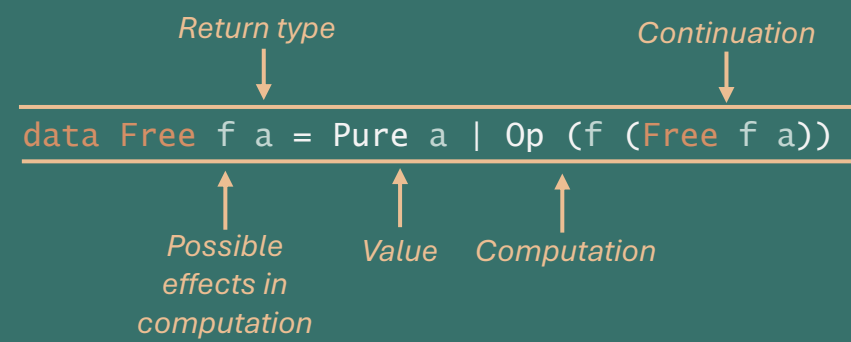 Return type
Continuation
data Free f a = Pure a | Op (f (Free f a))
Possible
effects in
computation
Value
Computation